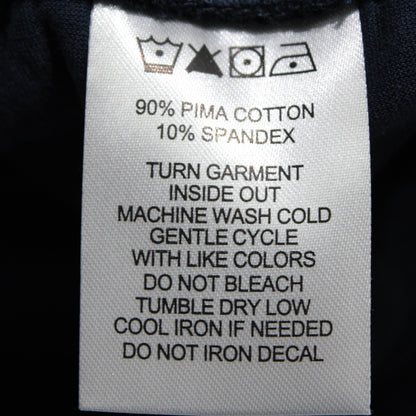 90% PIMA COTTON
10% SPANDEX
TURN GARMENT
INSIDE OUT
MACHINE WASH COLD
GENTLE CYCLE
WITH LIKE COLORS
DO NOT BLEACH
TUMBLE DRY LOW
COOL IRON IF NEEDED
DO NOT IRON DECAL